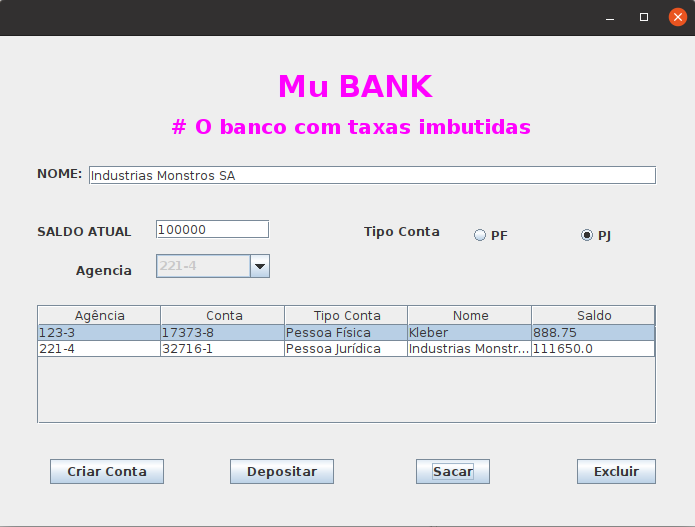 Mu BANK
# O banco com taxas imbutidas
NOME: Industrias Monstros SA
SALDO ATUAL 100000 Tipo Conta PF PJ
Agencia 221-4
Agência Conta Tipo Conta Nome Saldo
123-3 17373-8 Pessoa Física Kleber 888.75
221-4 32716-1 Pessoa Jurídica Industrias Monstr... 111650.0
Criar Conta Depositar Sacar Excluir